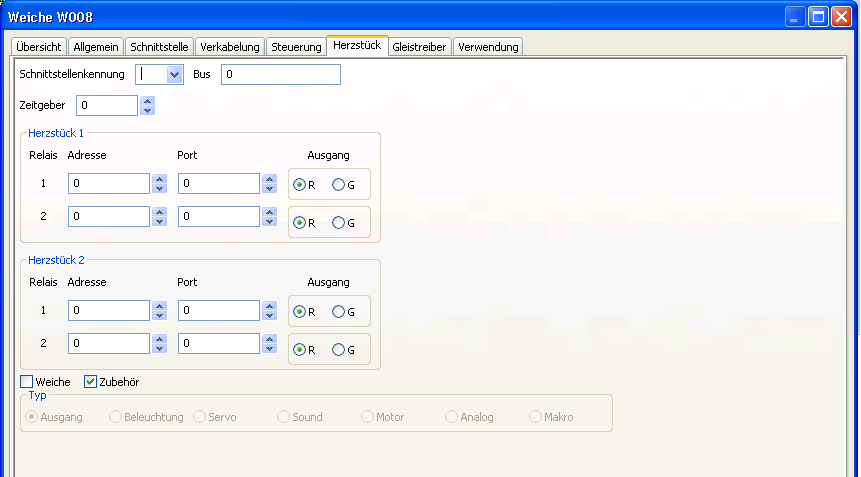 Weiche W008
Übersicht Allgemein Schnittstelle Verkabelung Steuerung Herzstück Gleistreiber Verwendung
Schnittstellenkennung Bus 0
Zeitgeber 0
Herzstück 1
Relais Adresse Port Ausgang
1 0 0 R G
2 0 0 R G
Herzstück 2
Relais Adresse Port Ausgang
1 0 0 R G
2 0 0 R G
Weiche Zubehör
Typ
Ausgang Beleuchtung Servo Sound Motor Analog Makro